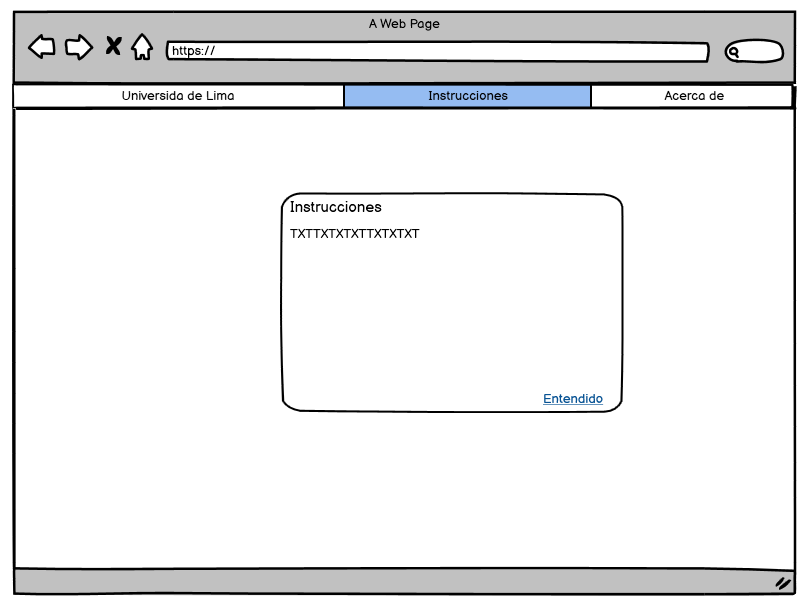 A Web Page
https://
Universida de Lima
Instrucciones
Acerca de
Instrucciones
TXTTXTXTXTTXTXTXT
Entendido